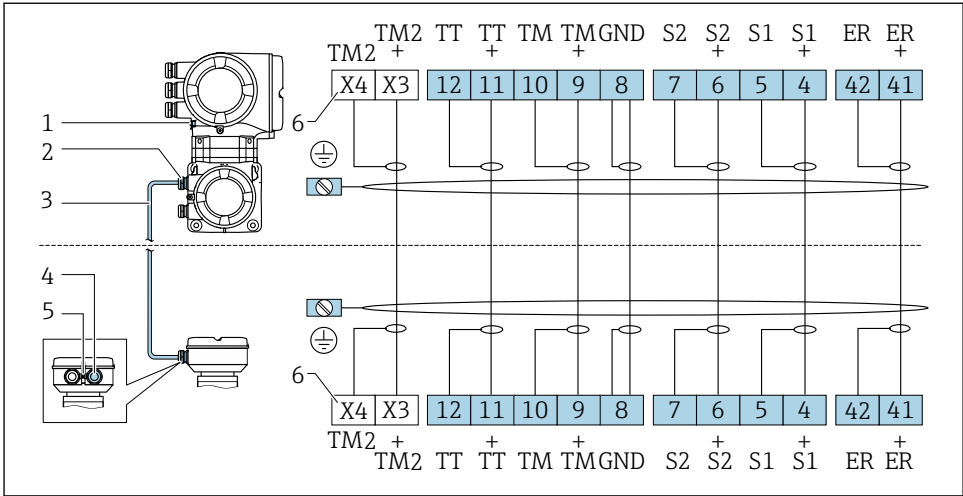 TM2 TT TT TM TM GND S2 S2 S1 S1 ER ER
TM2 + + + + + +
X4 X3 12 11 10 9 8 7 6 5 4 42 41
6
1
2
3
4
5
6
X4 X3 12 11 10 9 8 7 6 5 4 42 41
TM2 + + + + + +
TM2 TT TT TM TM GND S2 S2 S1 S1 ER ER